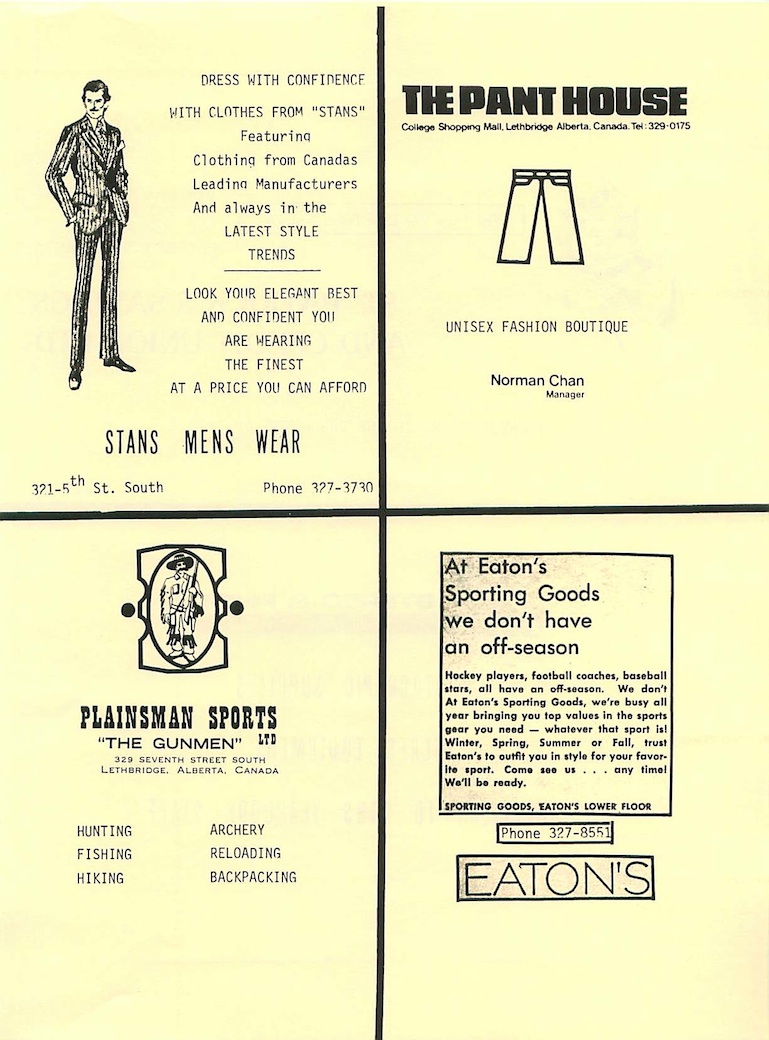 DRESS WITH CONFIDENCE
WITH CLOTHES FROM "STANS"
Featuring
Clothing from Canadas
Leading Manufacturers
And always in the
LATEST STYLE
TRENDS
LOOK YOUR ELEGANT BEST
AND CONFIDENT YOU
ARE WEARING
THE FINEST
AT A PRICE YOU CAN AFFORD
STANS MENS WEAR
321-5th St. South Phone 327-3730
THE PANT HOUSE
College Shopping Mall, Lethbridge Alberta, Canada. Tel: 329-0175
UNISEX FASHION BOUTIQUE
Norman Chan
Manager
PLAINSMAN SPORTS
"THE GUNMEN" LTD
329 SEVENTH STREET SOUTH
LETHBRIDGE, ALBERTA, CANADA
HUNTING ARCHERY
FISHING RELOADING
HIKING BACKPACKING
At Eaton's
Sporting Goods
we don't have
an off-season
Hockey players, football coaches, baseball
stars, all have an off-season. We don't
At Eaton's Sporting Goods, we're busy all
year bringing you top values in the sports
gear you need — whatever that sport is!
Winter, Spring, Summer or Fall, trust
Eaton's to outfit you in style for your favor-
ite sport. Come see us . . . any time!
We'll be ready.
SPORTING GOODS, EATON'S LOWER FLOOR
Phone 327-8551
EATON'S